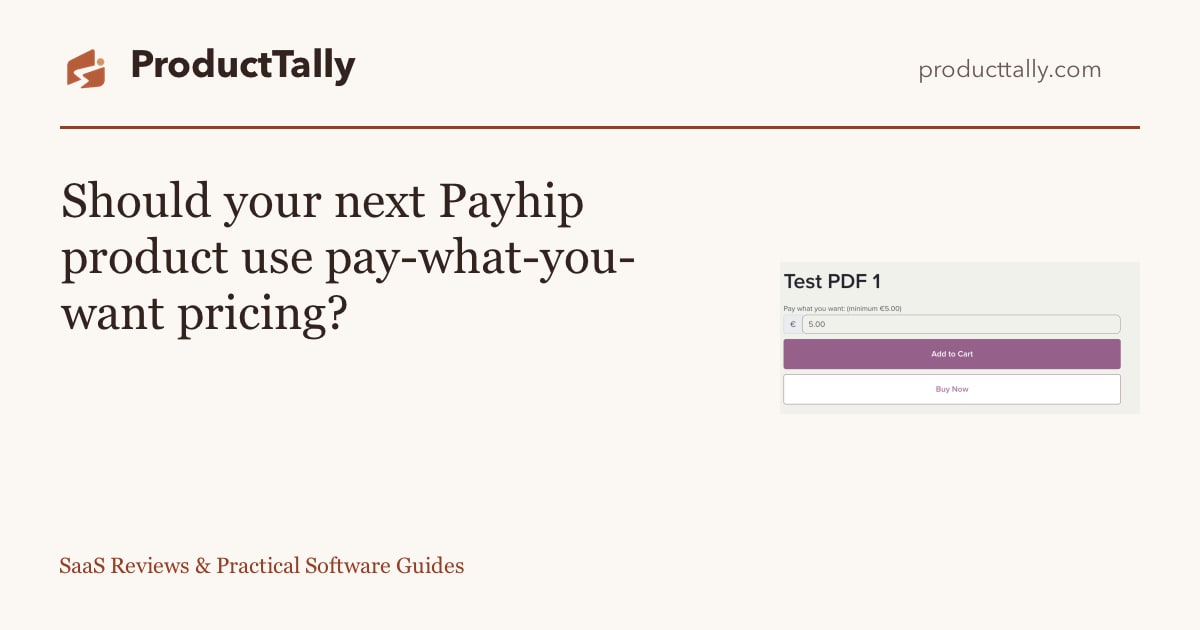 ProductTally
producttally.com
Should your next Payhip
product use pay-what-you-
want pricing?
Test PDF 1
Pay what you want: (minimum €5.00)
€ 5.00
Add to Cart
Buy Now
SaaS Reviews & Practical Software Guides